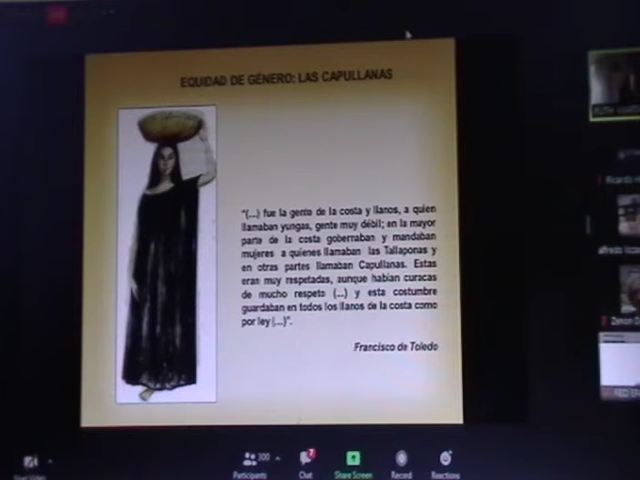 EQUIDAD DE GÉNERO: LAS CAPULLANAS
"(...) fue la gente de la costa y llanos, a quien
llamaban yungas, gente muy débil; en la mayor
parte de la costa gobernaban y mandaban
mujeres a quienes llamaban las Tallaponas y
en otras partes llamaban Capullanas. Estas
eran muy respetadas, aunque habían curacas
de mucho respeto (...) y esta costumbre
guardaban en todos los llanos de la costa como
por ley (...)".
Francisco de Toledo
300
7
Participants
Chat
Share Screen
Record
Reactions